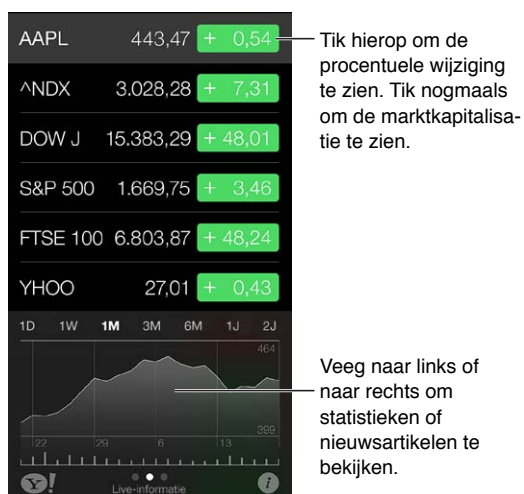 AAPL 443,47 + 0,54
Tik hierop om de
procentuele wijziging
te zien. Tik nogmaals
om de marktkapitalisa-
tie te zien.
^NDX 3.028,28 + 7,31
DOW J 15.383,29 + 48,01
S&P 500 1.669,75 + 3,46
FTSE 100 6.803,87 + 48,24
YHOO 27,01 + 0,43
1D 1W 1M 3M 6M 1J 2J
464
399
22 29 6 13
Veeg naar links of
naar rechts om
statistieken of
nieuwsartikelen te
bekijken.
Y! Live-informatie i